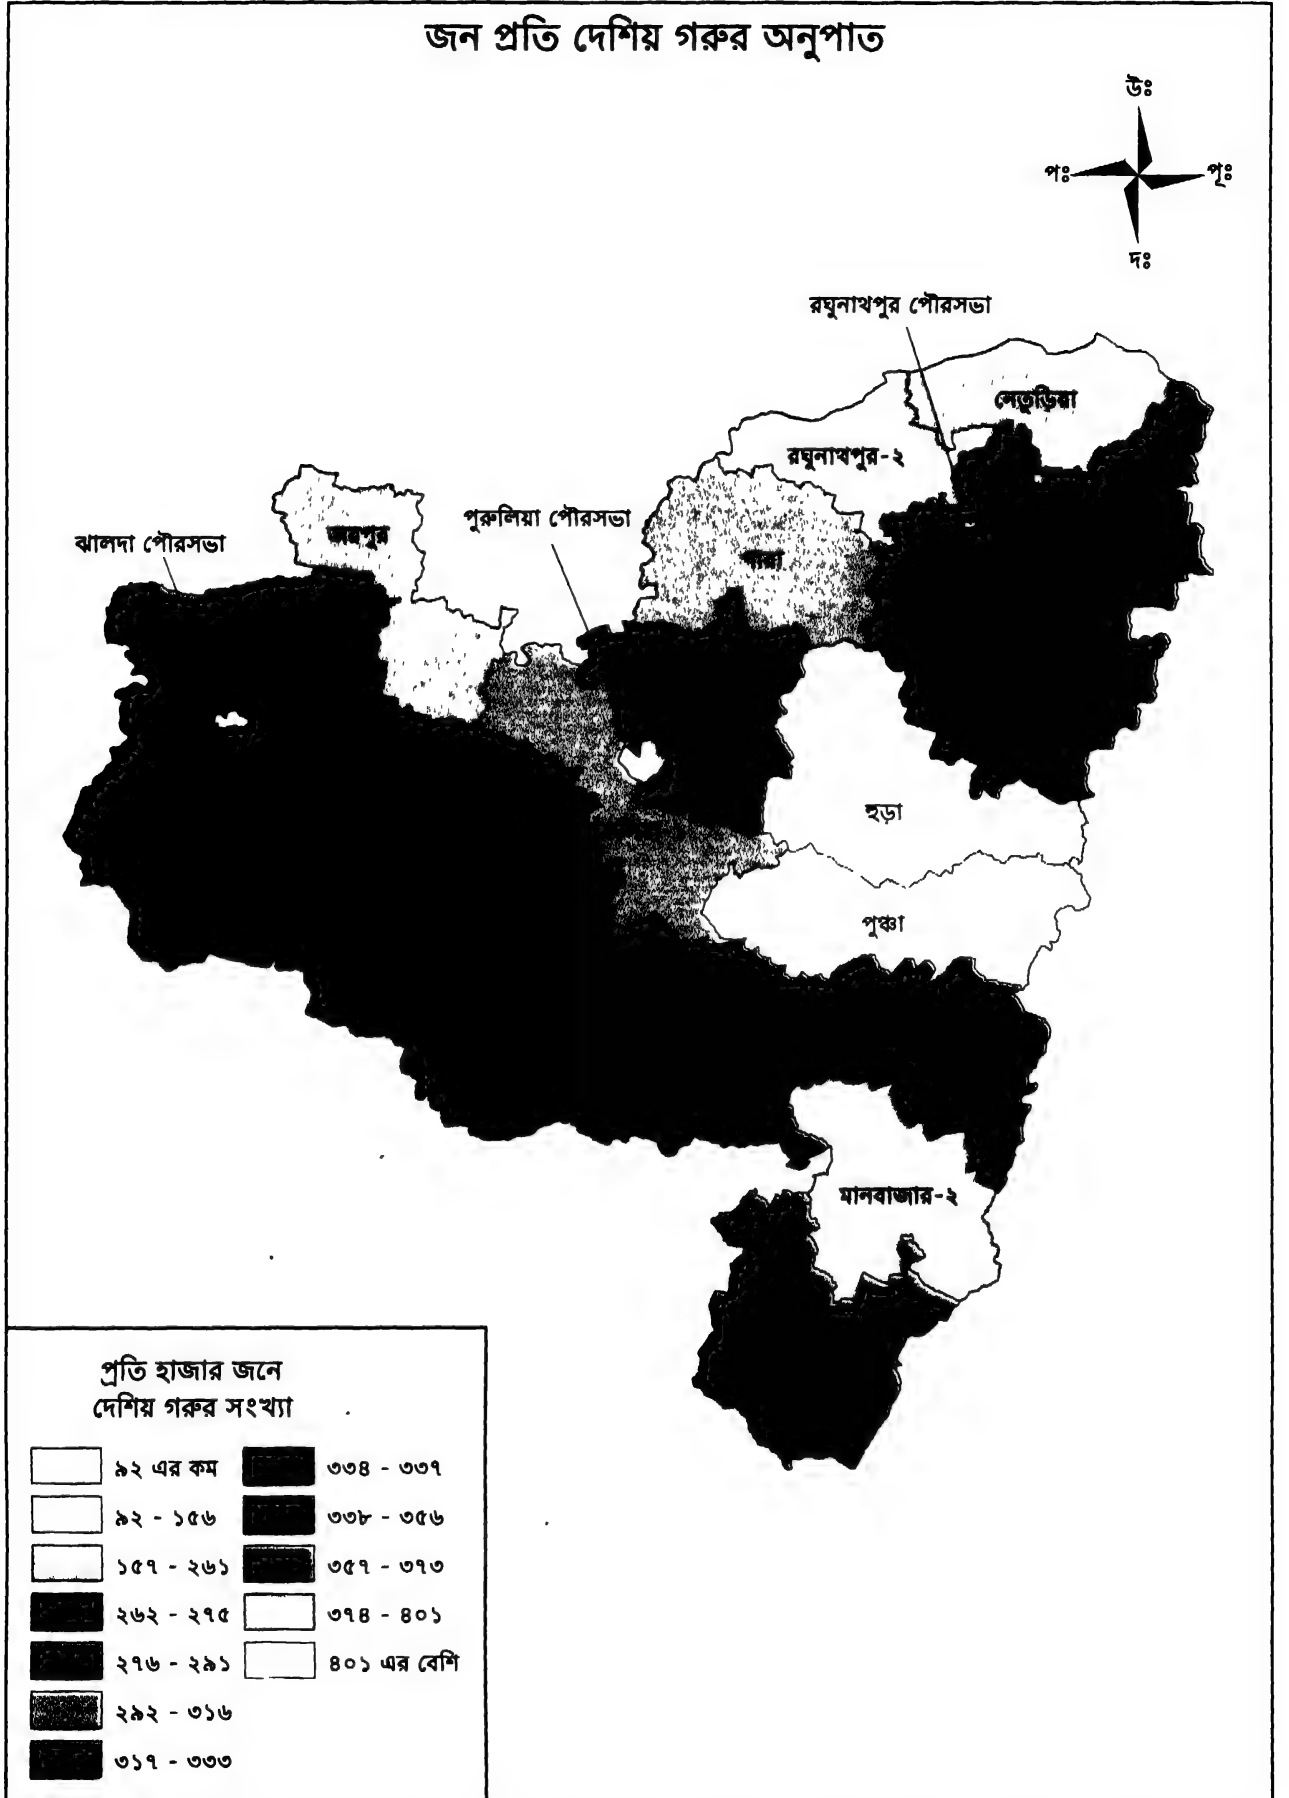 জন প্রতি দেশিয় গরুর অনুপাত
উঃ
পঃ
পূঃ
দঃ
রঘুনাথপুর পৌরসভা
রঘুনাথপুর-২
পুরুলিয়া পৌরসভা
ঝালদা পৌরসভা
জয়পুর
পারা
হুড়া
পুঞ্চা
মানবাজার-২
প্রতি হাজার জনে
দেশিয় গরুর সংখ্যা
৯২ এর কম
৯২ - ১৫৬
১৫৭ - ২৬১
২৬২ - ২৭৫
২৭৬ - ২৯১
২৯২ - ৩১৬
৩১৭ - ৩৩৩
৩৩৪ - ৩৩৭
৩৩৮ - ৩৫৬
৩৫৭ - ৩৭৩
৩৭৪ - ৪০১
৪০১ এর বেশি